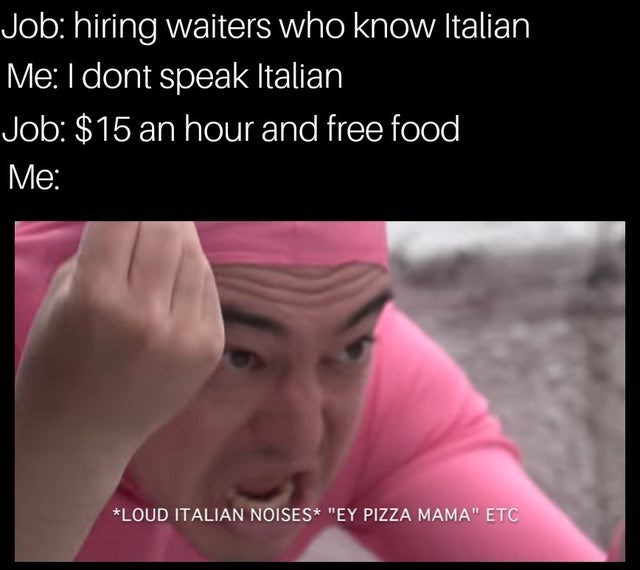 Job: hiring waiters who know Italian
Me: I dont speak Italian
Job: $15 an hour and free food
Me:
*LOUD ITALIAN NOISES* "EY PIZZA MAMA" ETC